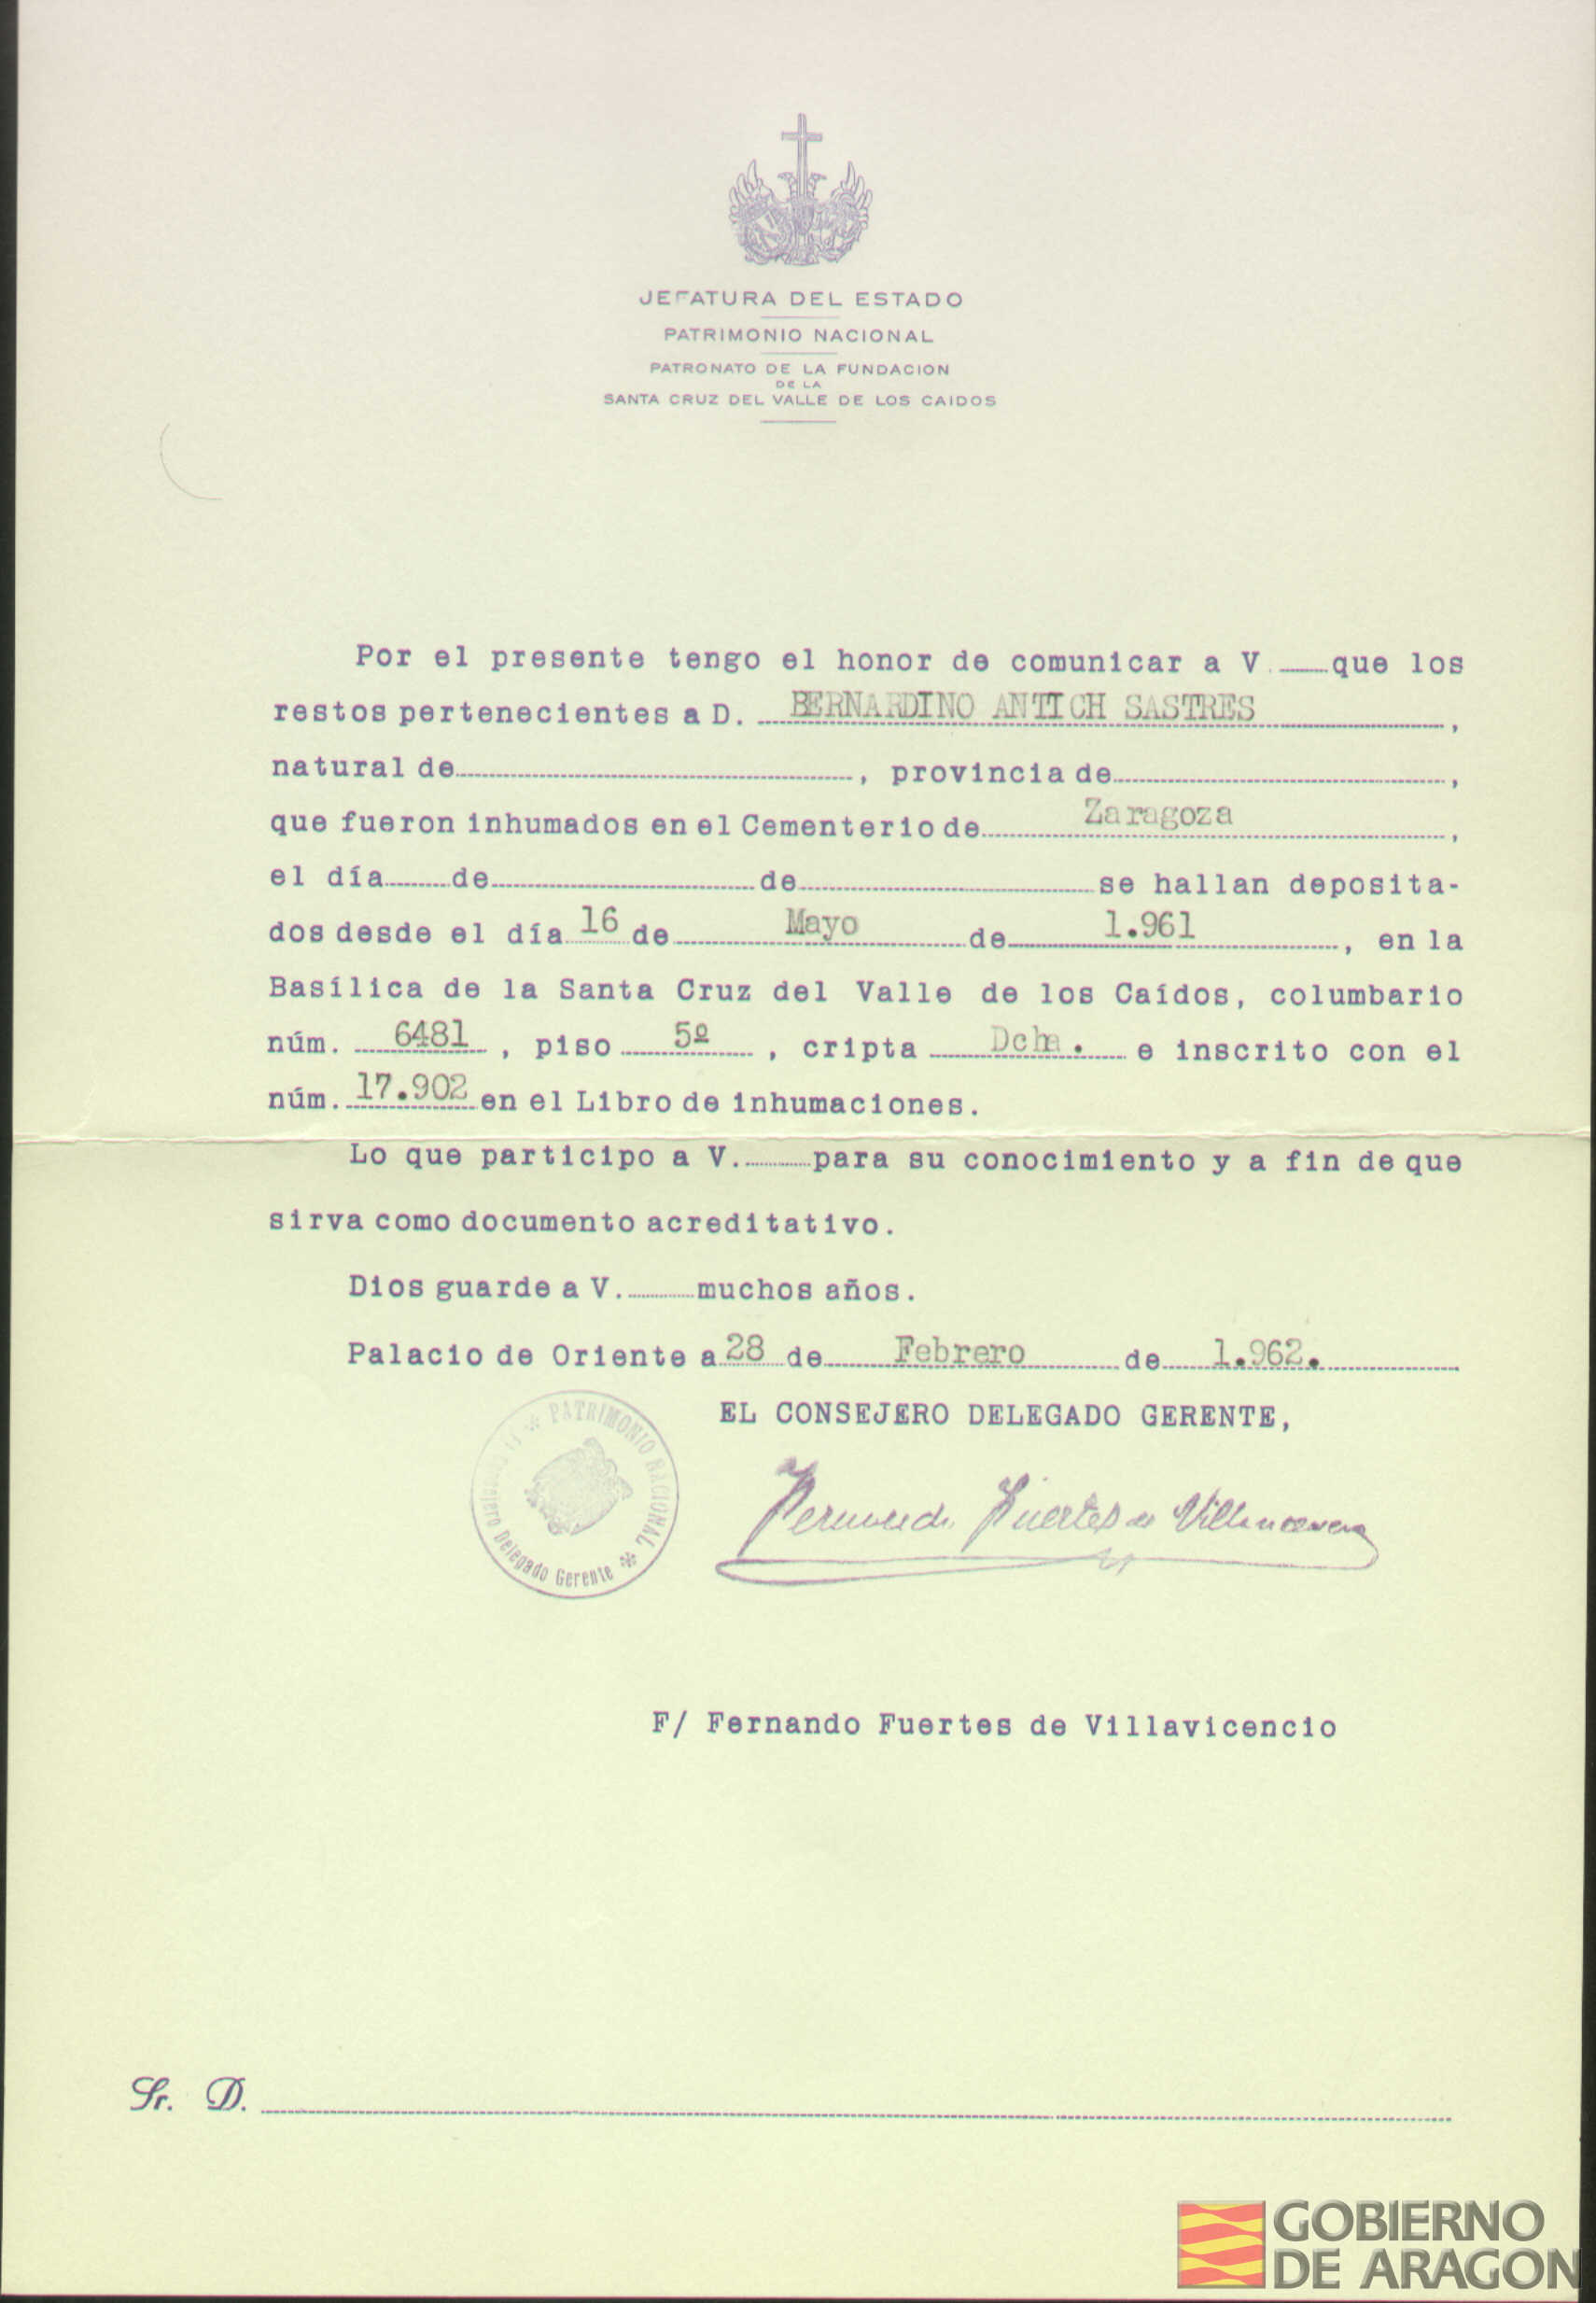 JEFATURA DEL ESTADO
PATRIMONIO NACIONAL
PATRONATO DE LA FUNDACION
DE LA
SANTA CRUZ DEL VALLE DE LOS CAIDOS
Por el presente tengo el honor de comunicar a V. que los
restos pertenecientes a D. BERNARDINO ANTICH SASTRES,
natural de , provincia de ,
que fueron inhumados en el Cementerio de Zaragoza,
el día de de se hallan deposita-
dos desde el día 16 de Mayo de 1.961, en la
Basílica de la Santa Cruz del Valle de los Caídos, columbario
núm. 6481, piso 5º, cripta Dcha. e inscrito con el
núm. 17.902 en el Libro de inhumaciones.
Lo que participo a V. para su conocimiento y a fin de que
sirva como documento acreditativo.
Dios guarde a V. muchos años.
Palacio de Oriente a 28 de Febrero de 1.962.
EL CONSEJERO DELEGADO GERENTE,
PATRIMONIO NACIONAL
Delegado Gerente
Fernando Fuertes de Villavicencio
F/ Fernando Fuertes de Villavicencio
Sr. D.
GOBIERNO
DE ARAGON